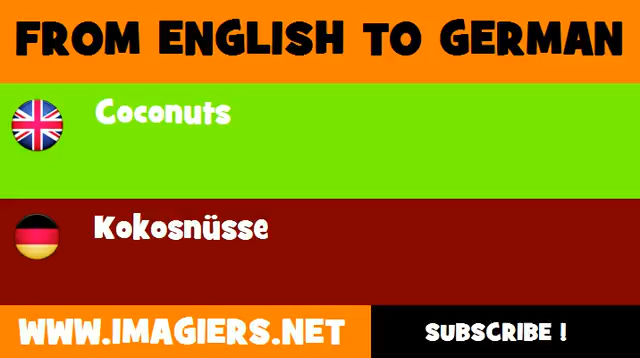 FROM ENGLISH TO GERMAN
Coconuts
Kokosnüsse
WWW.IMAGIERS.NET
SUBSCRIBE !